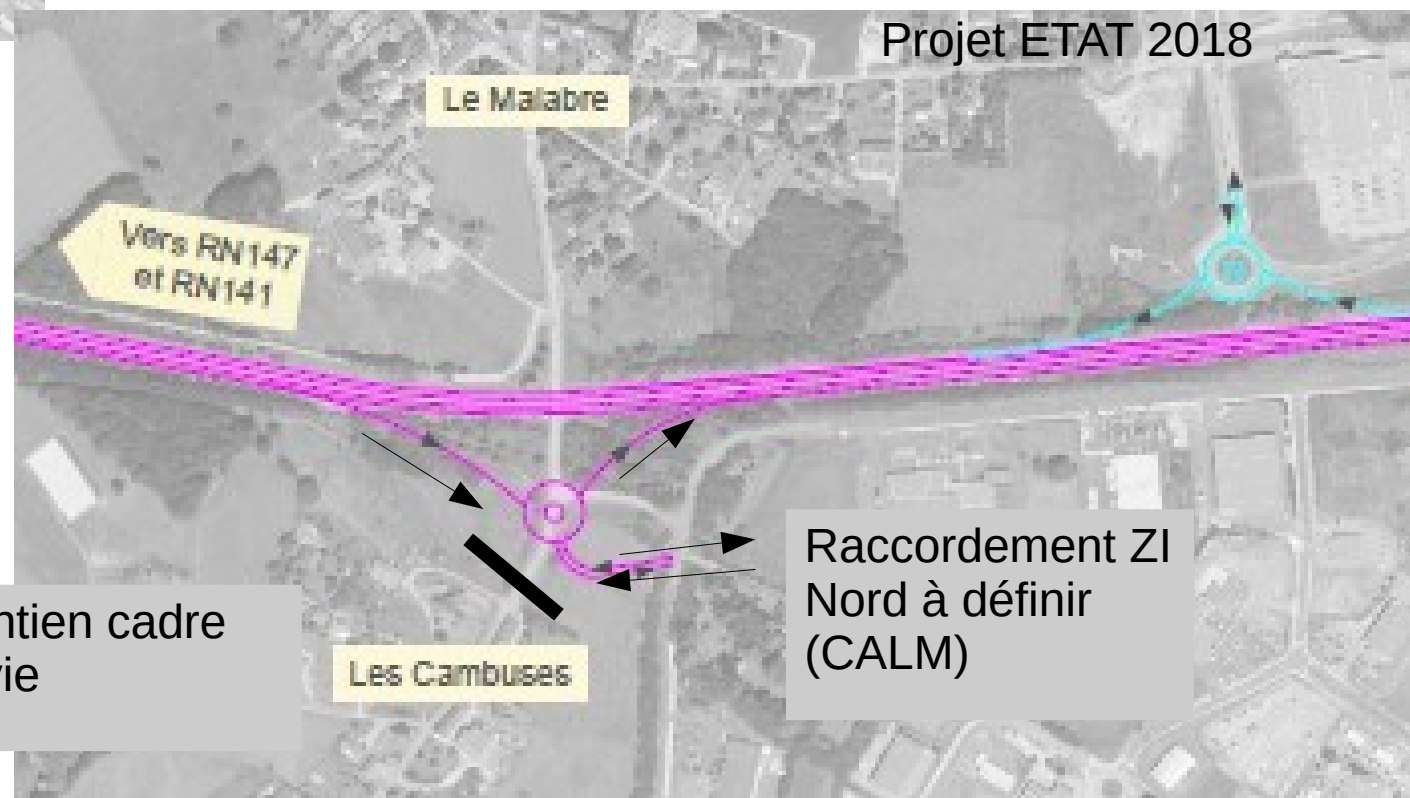 Projet ETAT 2018
Le Malabre
Vers RN147
et RN141
Raccordement ZI
Nord à définir
(CALM)
ntien cadre
vie
Les Cambuses